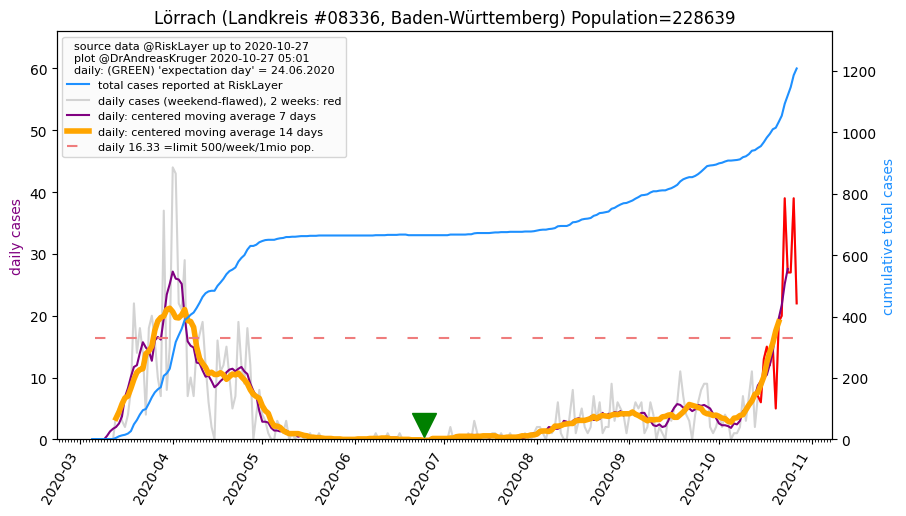 Lörrach (Landkreis #08336, Baden-Württemberg) Population=228639
source data @RiskLayer up to 2020-10-27
plot @DrAndreasKruger 2020-10-27 05:01
daily: (GREEN) 'expectation day' = 24.06.2020
total cases reported at RiskLayer
daily cases (weekend-flawed), 2 weeks: red
daily: centered moving average 7 days
daily: centered moving average 14 days
daily 16.33 =limit 500/week/1mio pop.
daily cases
60
50
40
30
20
10
0
cumulative total cases
1200
1000
800
600
400
200
0
2020-03
2020-04
2020-05
2020-06
2020-07
2020-08
2020-09
2020-10
2020-11